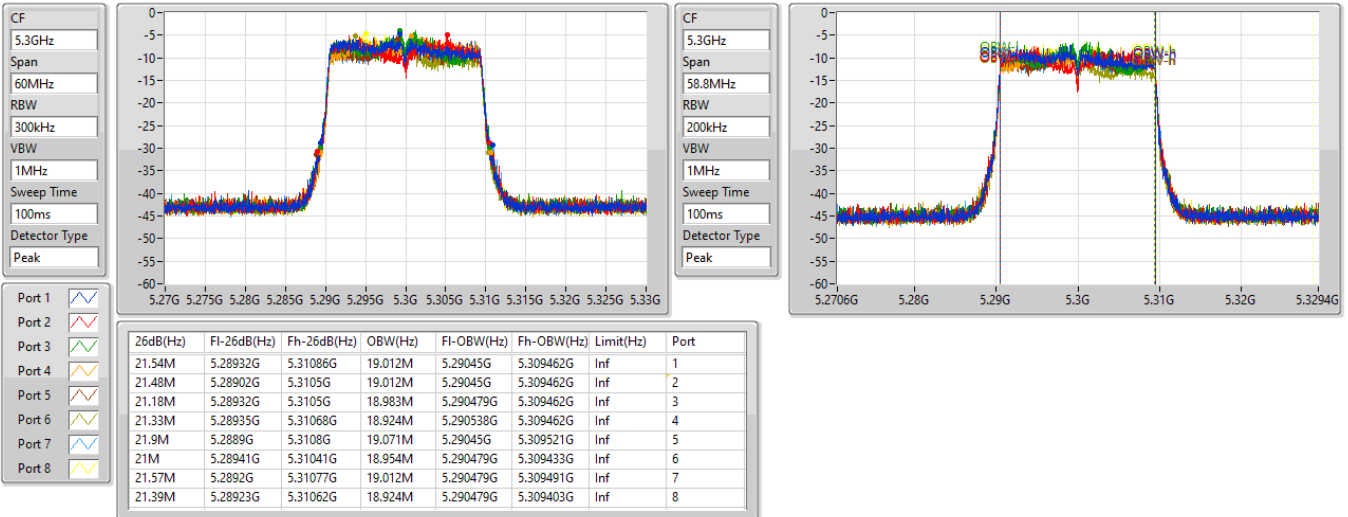 CF
5.3GHz
Span
60MHz
RBW
300kHz
VBW
1MHz
Sweep Time
100ms
Detector Type
Peak
0-
-5-
-10-
-15-
-20-
-25-
-30-
-35-
-40-
-45-
-50-
-55-
-60-
5.27G 5.275G 5.28G 5.285G 5.29G 5.295G 5.3G 5.305G 5.31G 5.315G 5.32G 5.325G 5.33G
CF
5.3GHz
Span
58.8MHz
RBW
200kHz
VBW
1MHz
Sweep Time
100ms
Detector Type
Peak
0-
-5-
-10-
-15-
-20-
-25-
-30-
-35-
-40-
-45-
-50-
-55-
-60-
OBW-h
5.2706G 5.28G 5.29G 5.3G 5.31G 5.32G 5.3294G
Port 1
Port 2
Port 3
Port 4
Port 5
Port 6
Port 7
Port 8
26dB(Hz) Fl-26dB(Hz) Fh-26dB(Hz) OBW(Hz) Fl-OBW(Hz) Fh-OBW(Hz) Limit(Hz) Port
21.54M 5.28932G 5.31086G 19.012M 5.29045G 5.309462G Inf 1
21.48M 5.28902G 5.3105G 19.012M 5.29045G 5.309462G Inf 2
21.18M 5.28932G 5.3105G 18.983M 5.290479G 5.309462G Inf 3
21.33M 5.28935G 5.31068G 18.924M 5.290538G 5.309462G Inf 4
21.9M 5.2889G 5.3108G 19.071M 5.29045G 5.309521G Inf 5
21M 5.28941G 5.31041G 18.954M 5.290479G 5.309433G Inf 6
21.57M 5.2892G 5.31077G 19.012M 5.290479G 5.309491G Inf 7
21.39M 5.28923G 5.31062G 18.924M 5.290479G 5.309403G Inf 8